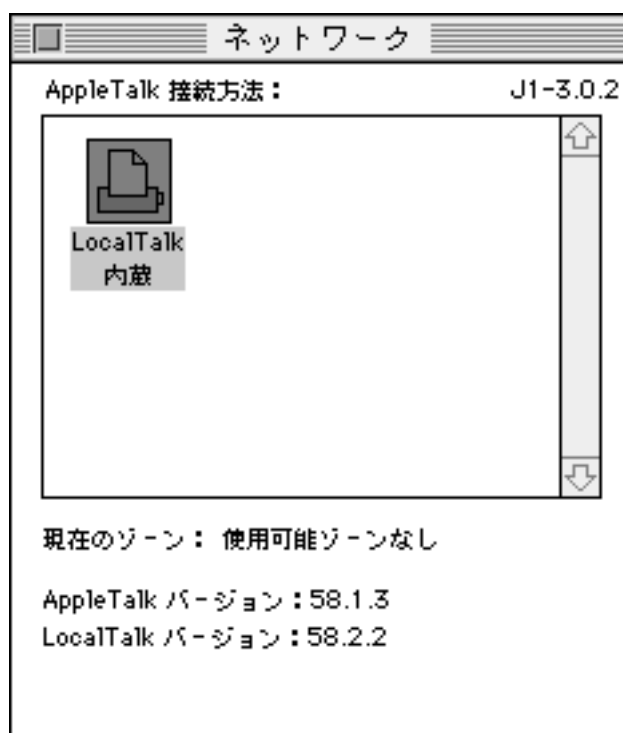 ネットワーク
AppleTalk 接続方法： J1-3.0.2
LocalTalk
内蔵
現在のゾーン： 使用可能ゾーンなし
AppleTalk バージョン：58.1.3
LocalTalk バージョン：58.2.2